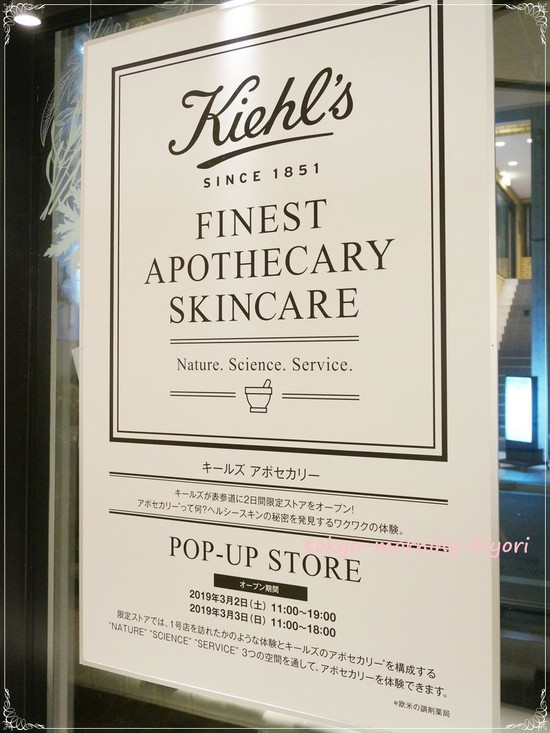 Kiehl's
SINCE 1851
FINEST
APOTHECARY
SKINCARE
Nature. Science. Service.
キールズ アポセカリー
キールズが表参道に2日間限定ストアをオープン!
アポセカリー*って何?ヘルシースキンの秘密を発見するワクワクの体験。
POP-UP STORE
オープン期間
2019年3月2日(土) 11:00~19:00
2019年3月3日(日) 11:00~18:00
限定ストアでは、1号店を訪れたかのような体験とキールズのアポセカリー*を構成する
"NATURE" "SCIENCE" "SERVICE" 3つの空間を通して、アポセカリーを体験できます。
*欧米の調剤薬局
tokyo-morning-biyori